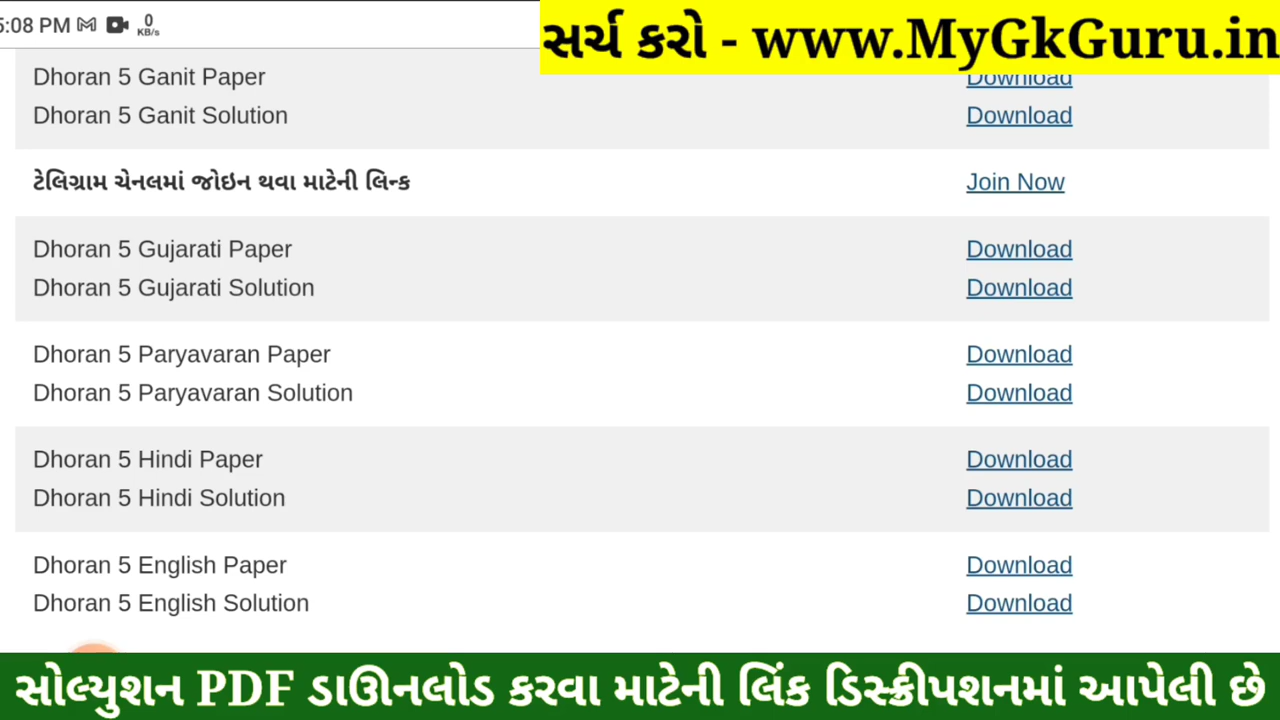 5:08 PM 0 KB/s
સર્ચ કરો - www.MyGkGuru.in
Dhoran 5 Ganit Paper Download
Dhoran 5 Ganit Solution Download
ટેલિગ્રામ ચેનલમાં જોઇન થવા માટેની લિન્ક Join Now
Dhoran 5 Gujarati Paper Download
Dhoran 5 Gujarati Solution Download
Dhoran 5 Paryavaran Paper Download
Dhoran 5 Paryavaran Solution Download
Dhoran 5 Hindi Paper Download
Dhoran 5 Hindi Solution Download
Dhoran 5 English Paper Download
Dhoran 5 English Solution Download
સોલ્યુશન PDF ડાઊનલોડ કરવા માટેની લિંક ડિસ્ક્રીપશનમાં આપેલી છે